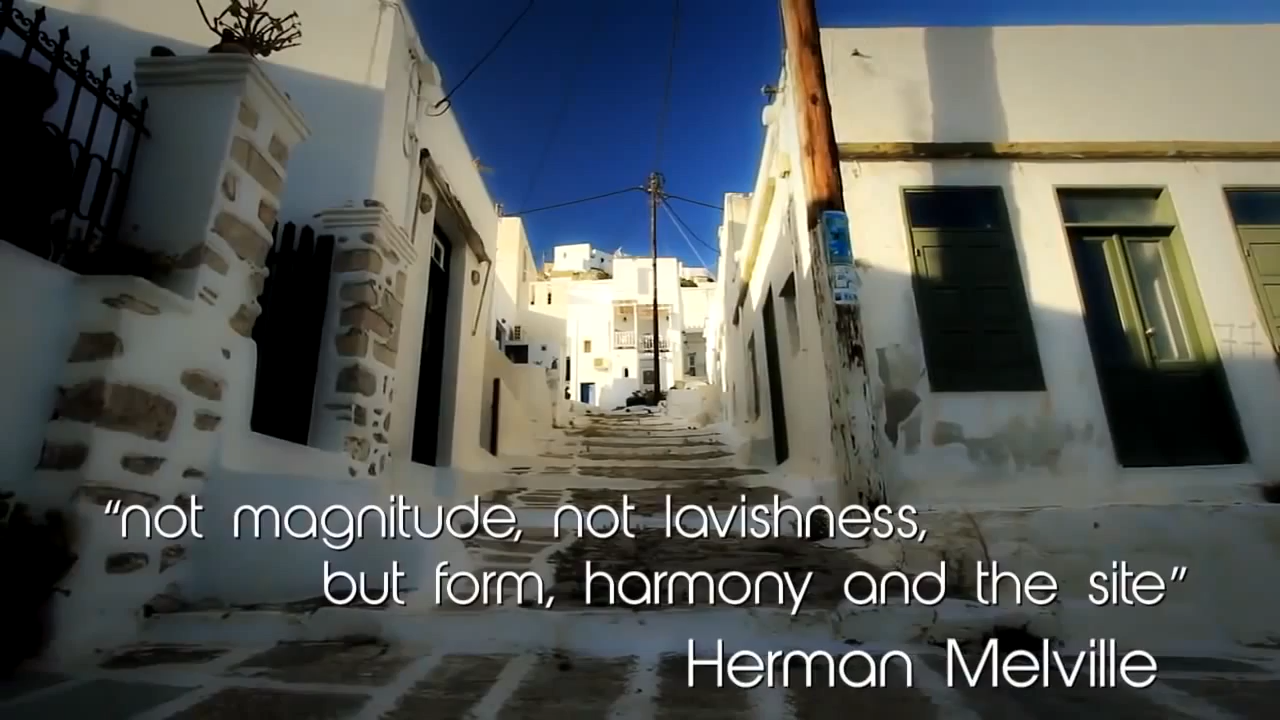 “not magnitude, not lavishness,
but form, harmony and the site”
Herman Melville